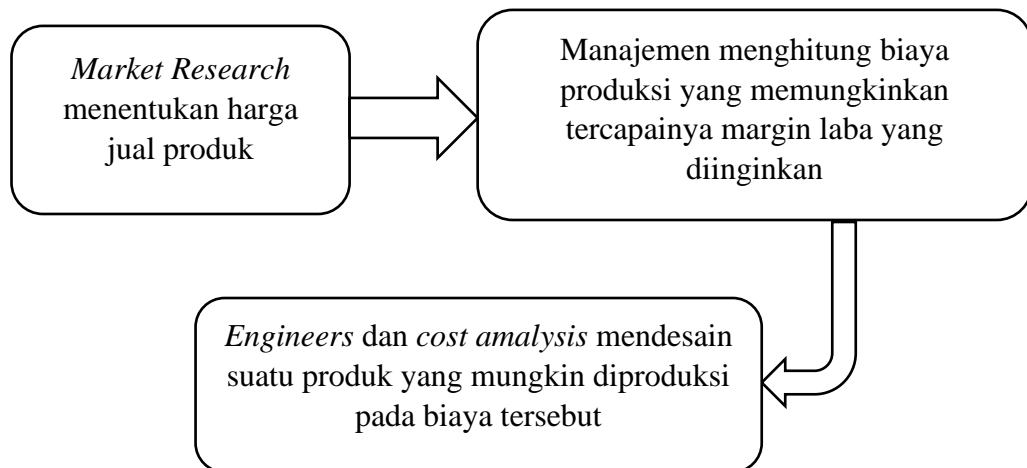 Market Research
menentukan harga
jual produk
Manajemen menghitung biaya
produksi yang memungkinkan
tercapainya margin laba yang
diinginkan
Engineers dan cost amalysis mendesain
suatu produk yang mungkin diproduksi
pada biaya tersebut